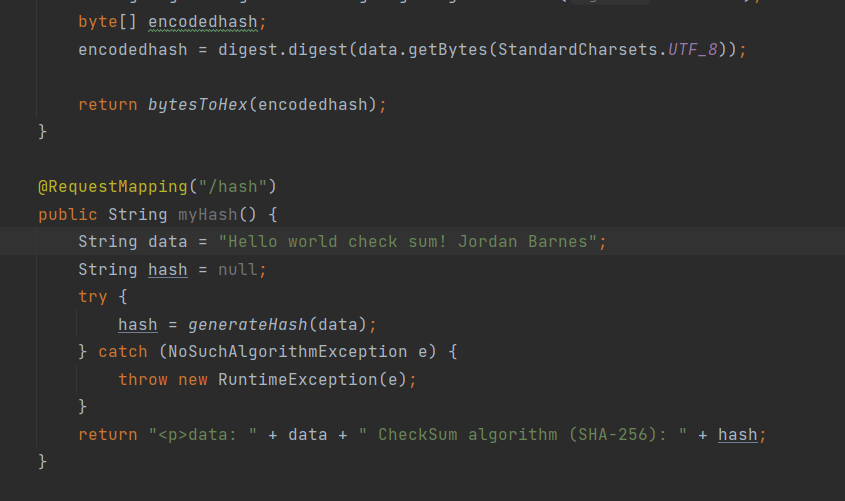 byte[] encodedhash;
encodedhash = digest.digest(data.getBytes(StandardCharsets.UTF_8));
return bytesToHex(encodedhash);
}
@RequestMapping("/hash")
public String myHash() {
String data = "Hello world check sum! Jordan Barnes";
String hash = null;
try {
hash = generateHash(data);
} catch (NoSuchAlgorithmException e) {
throw new RuntimeException(e);
}
return "<p>data: " + data + " CheckSum algorithm (SHA-256): " + hash;
}